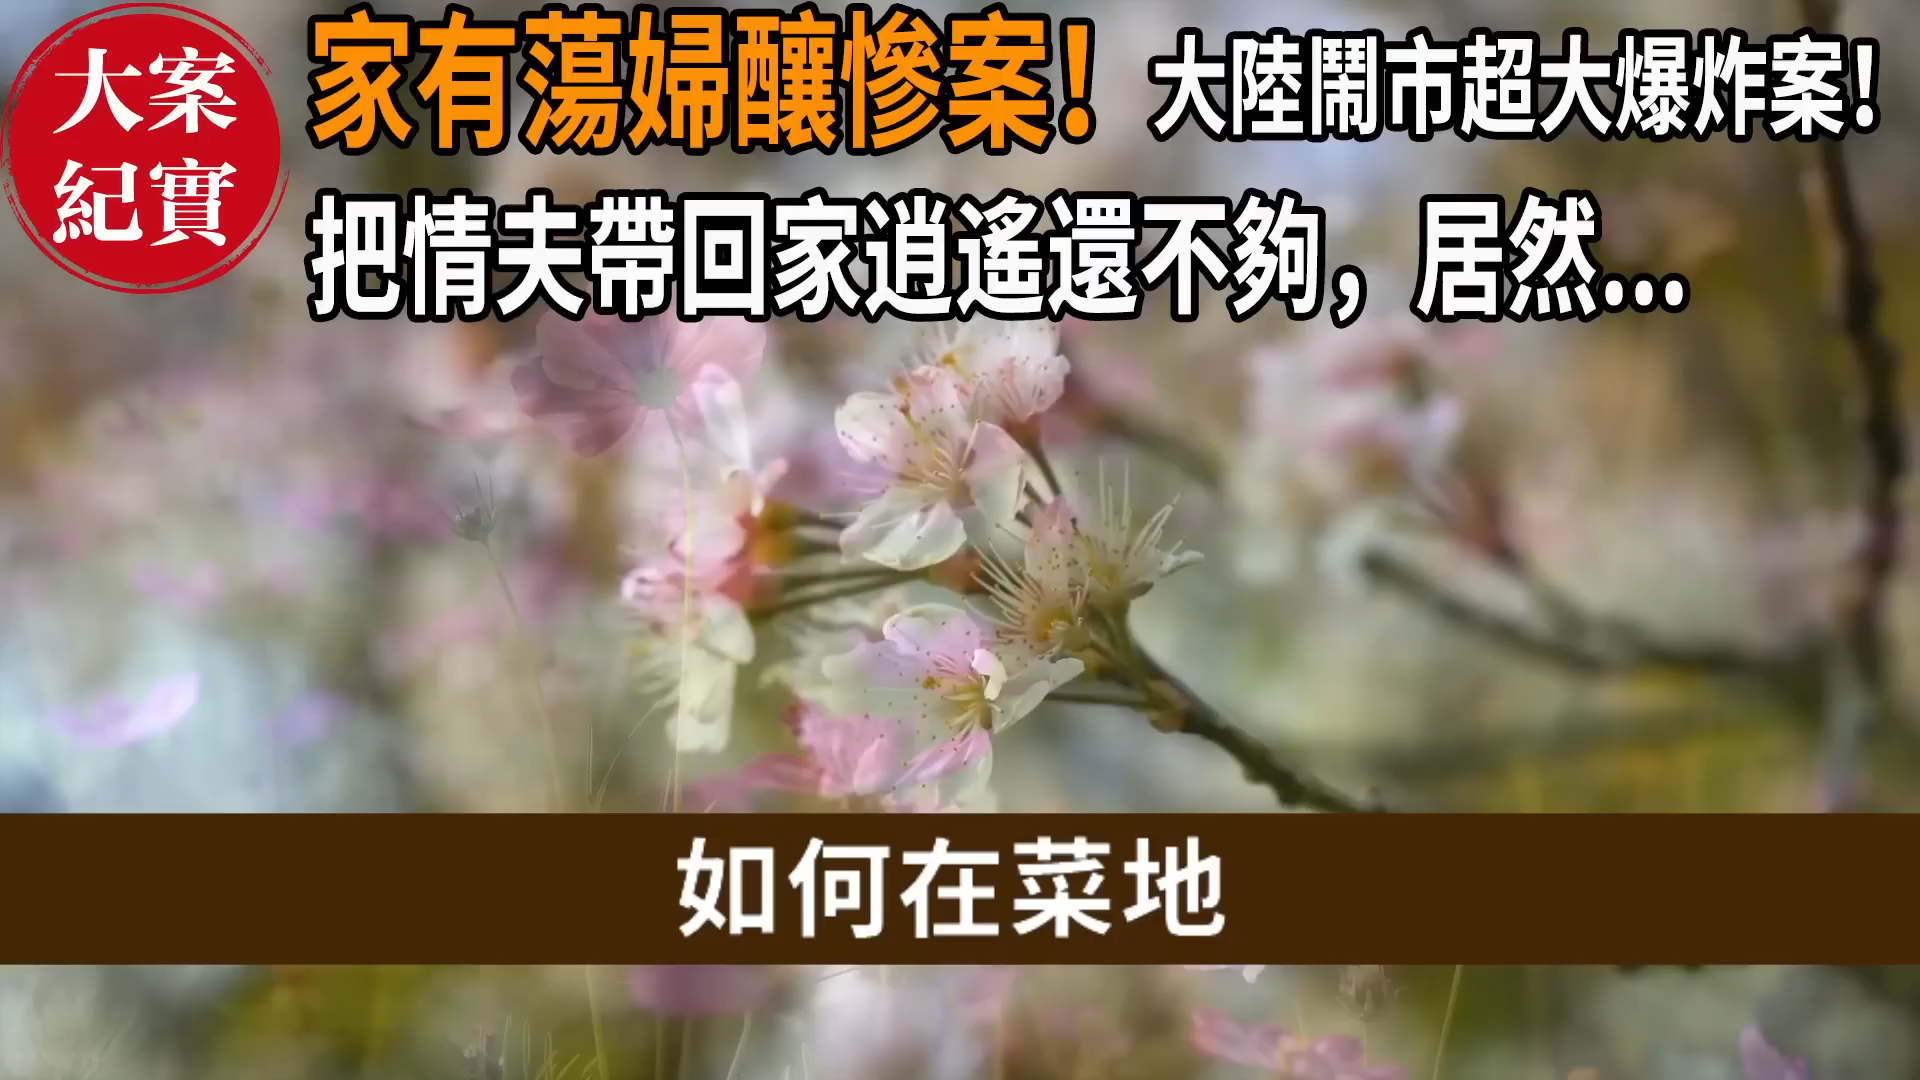 大案
紀實
家有蕩婦釀慘案！大陸鬧市超大爆炸案！
把情夫帶回家逍遙還不夠，居然...
如何在菜地